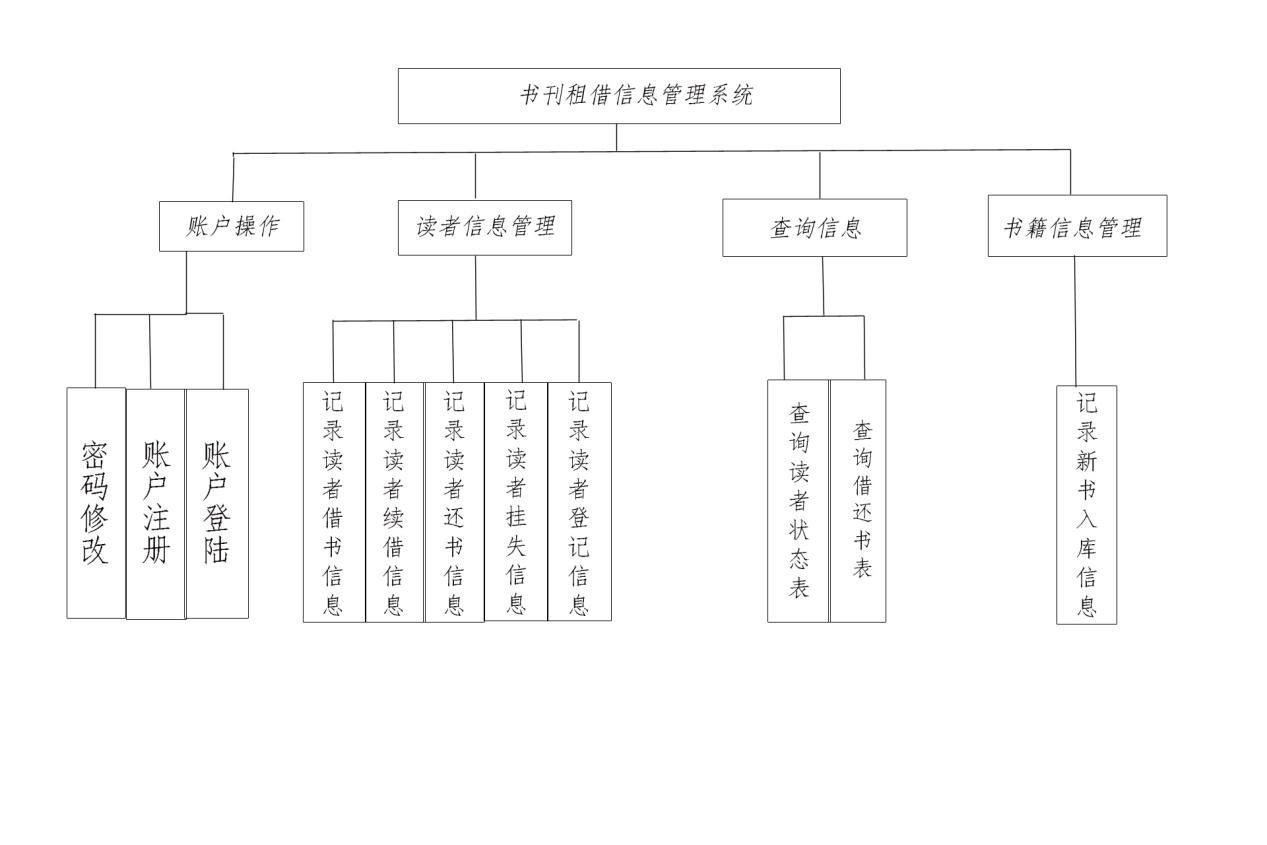 书刊租借信息管理系统
账户操作
读者信息管理
查询信息
书籍信息管理
密码修改
账户注册
账户登陆
记录读者借书信息
记录读者续借信息
记录读者还书信息
记录读者挂失信息
记录读者登记信息
查询读者状态表
查询借还书表
记录新书入库信息